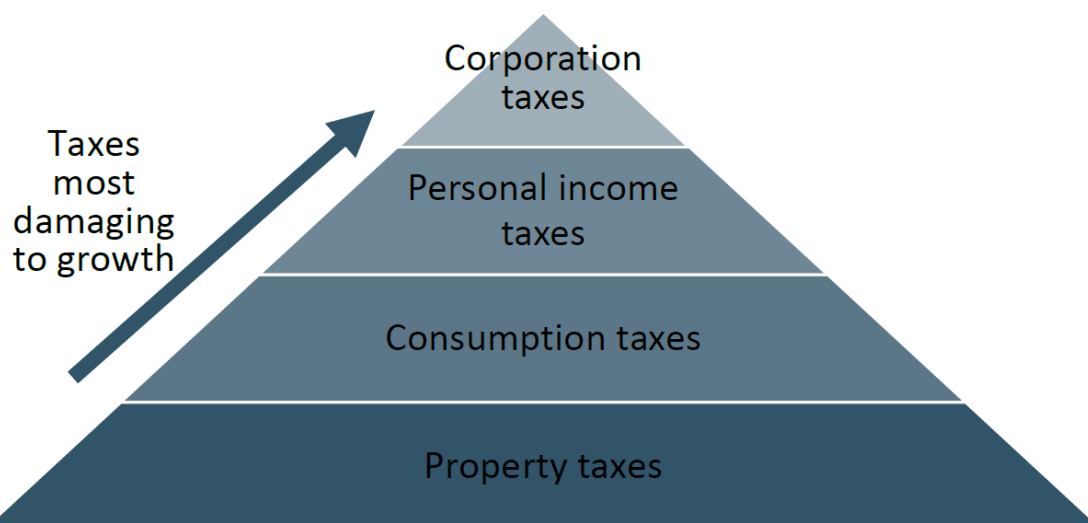 Corporation
taxes
Taxes
most
damaging
to growth
Personal income
taxes
Consumption taxes
Property taxes